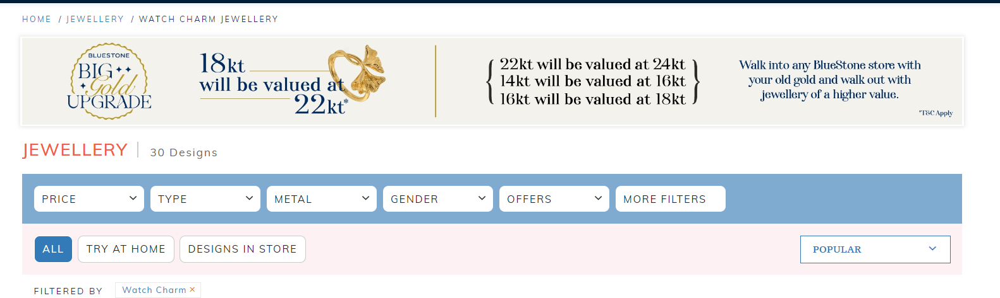 HOME / JEWELLERY / WATCH CHARM JEWELLERY
BLUESTONE
BIG
Gold
UPGRADE
18kt
will be valued at
22kt*
22kt will be valued at 24kt
14kt will be valued at 16kt
16kt will be valued at 18kt
Walk into any BlueStone store with
your old gold and walk out with
jewellery of a higher value.
*T&C Apply
JEWELLERY | 30 Designs
PRICE TYPE METAL GENDER OFFERS MORE FILTERS
ALL TRY AT HOME DESIGNS IN STORE POPULAR
FILTERED BY Watch Charm ×